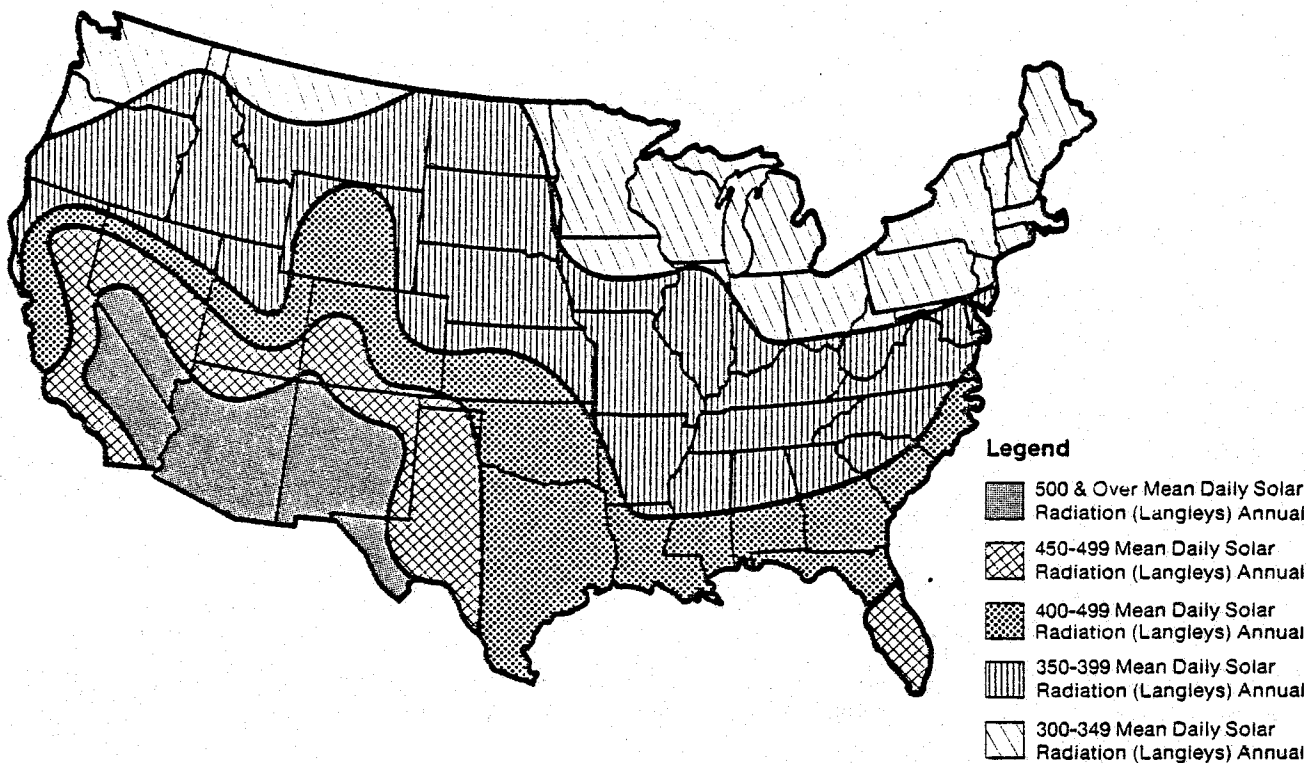 Legend
500 & Over Mean Daily Solar
Radiation (Langleys) Annual
450-499 Mean Daily Solar
Radiation (Langleys) Annual
400-499 Mean Daily Solar
Radiation (Langleys) Annual
350-399 Mean Daily Solar
Radiation (Langleys) Annual
300-349 Mean Daily Solar
Radiation (Langleys) Annual